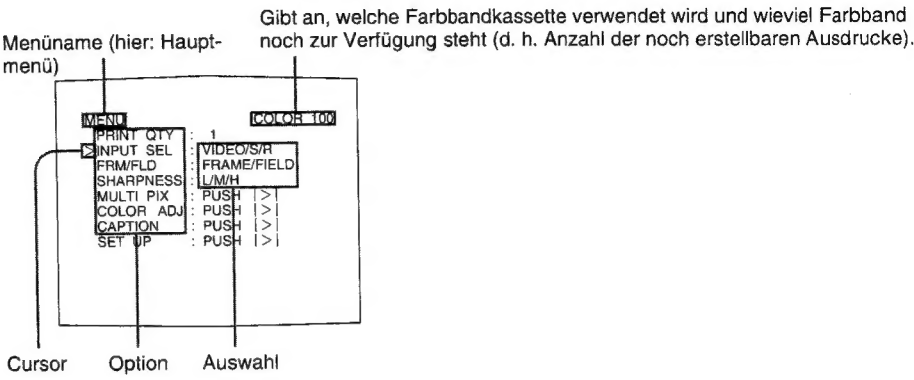 Gibt an, welche Farbbandkassette verwendet wird und wieviel Farbband
noch zur Verfügung steht (d. h. Anzahl der noch erstellbaren Ausdrucke).
Menüname (hier: Haupt-
menü)
MENU COLOR 100
PRINT QTY : 1
>INPUT SEL : VIDEO/S/R
FRM/FLD : FRAME/FIELD
SHARPNESS : L/M/H
MULTI PIX : PUSH |>|
COLOR ADJ : PUSH |>|
CAPTION : PUSH |>|
SET UP : PUSH |>|
Cursor Option Auswahl